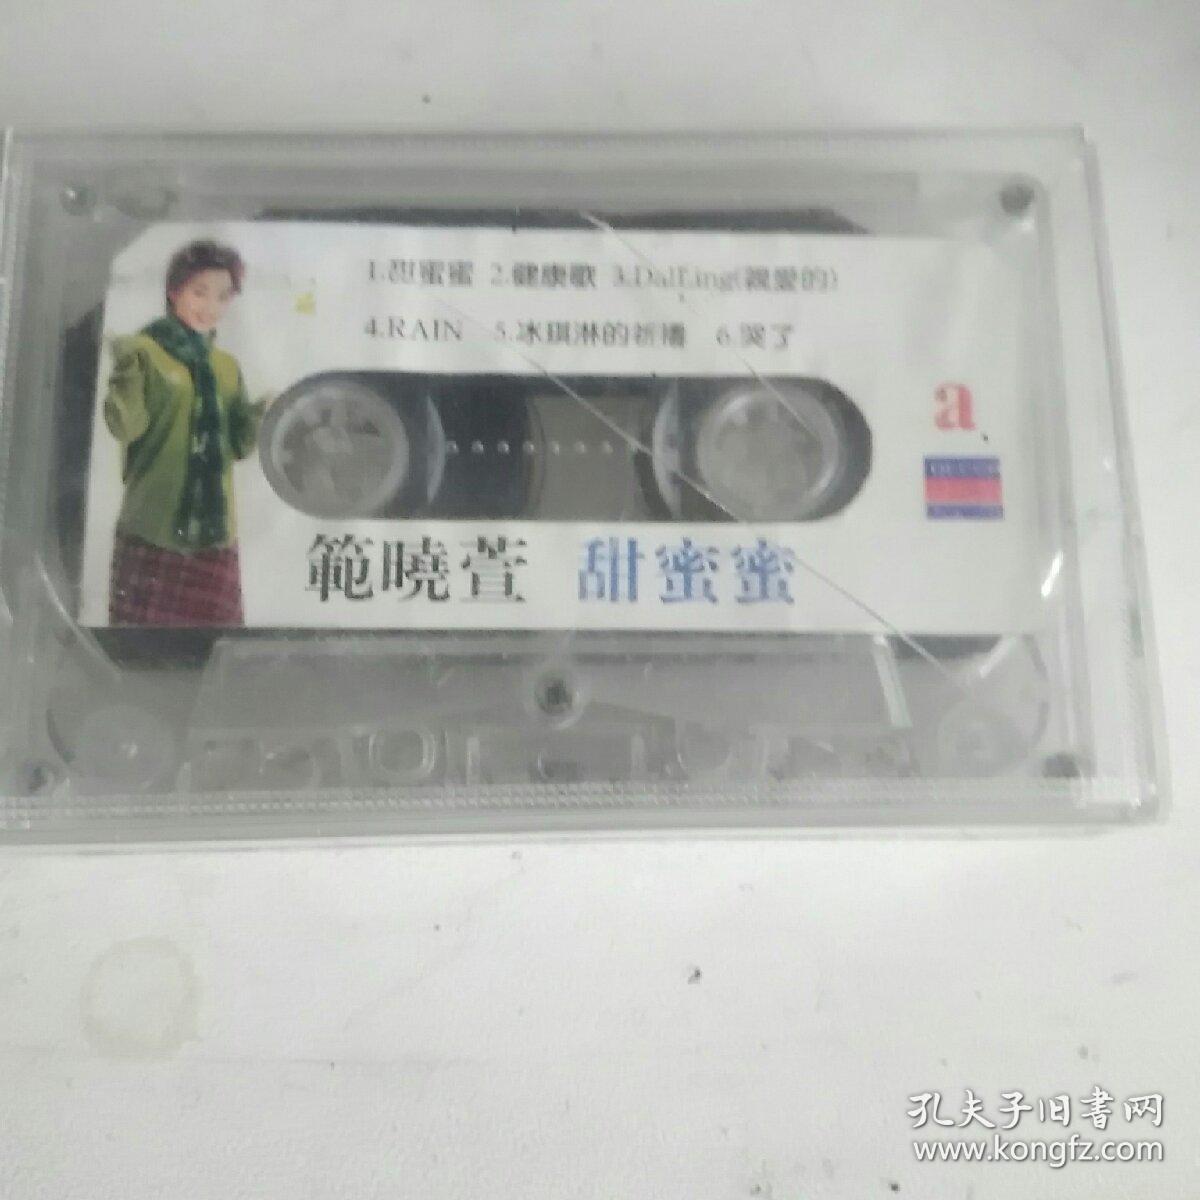 1.甜蜜蜜 2.健康歌 3.DalLing(親愛的)
4.RAIN 5.冰琪淋的祈禱 6.哭了
a
範曉萱 甜蜜蜜
孔夫子旧书网
www.kongfz.com